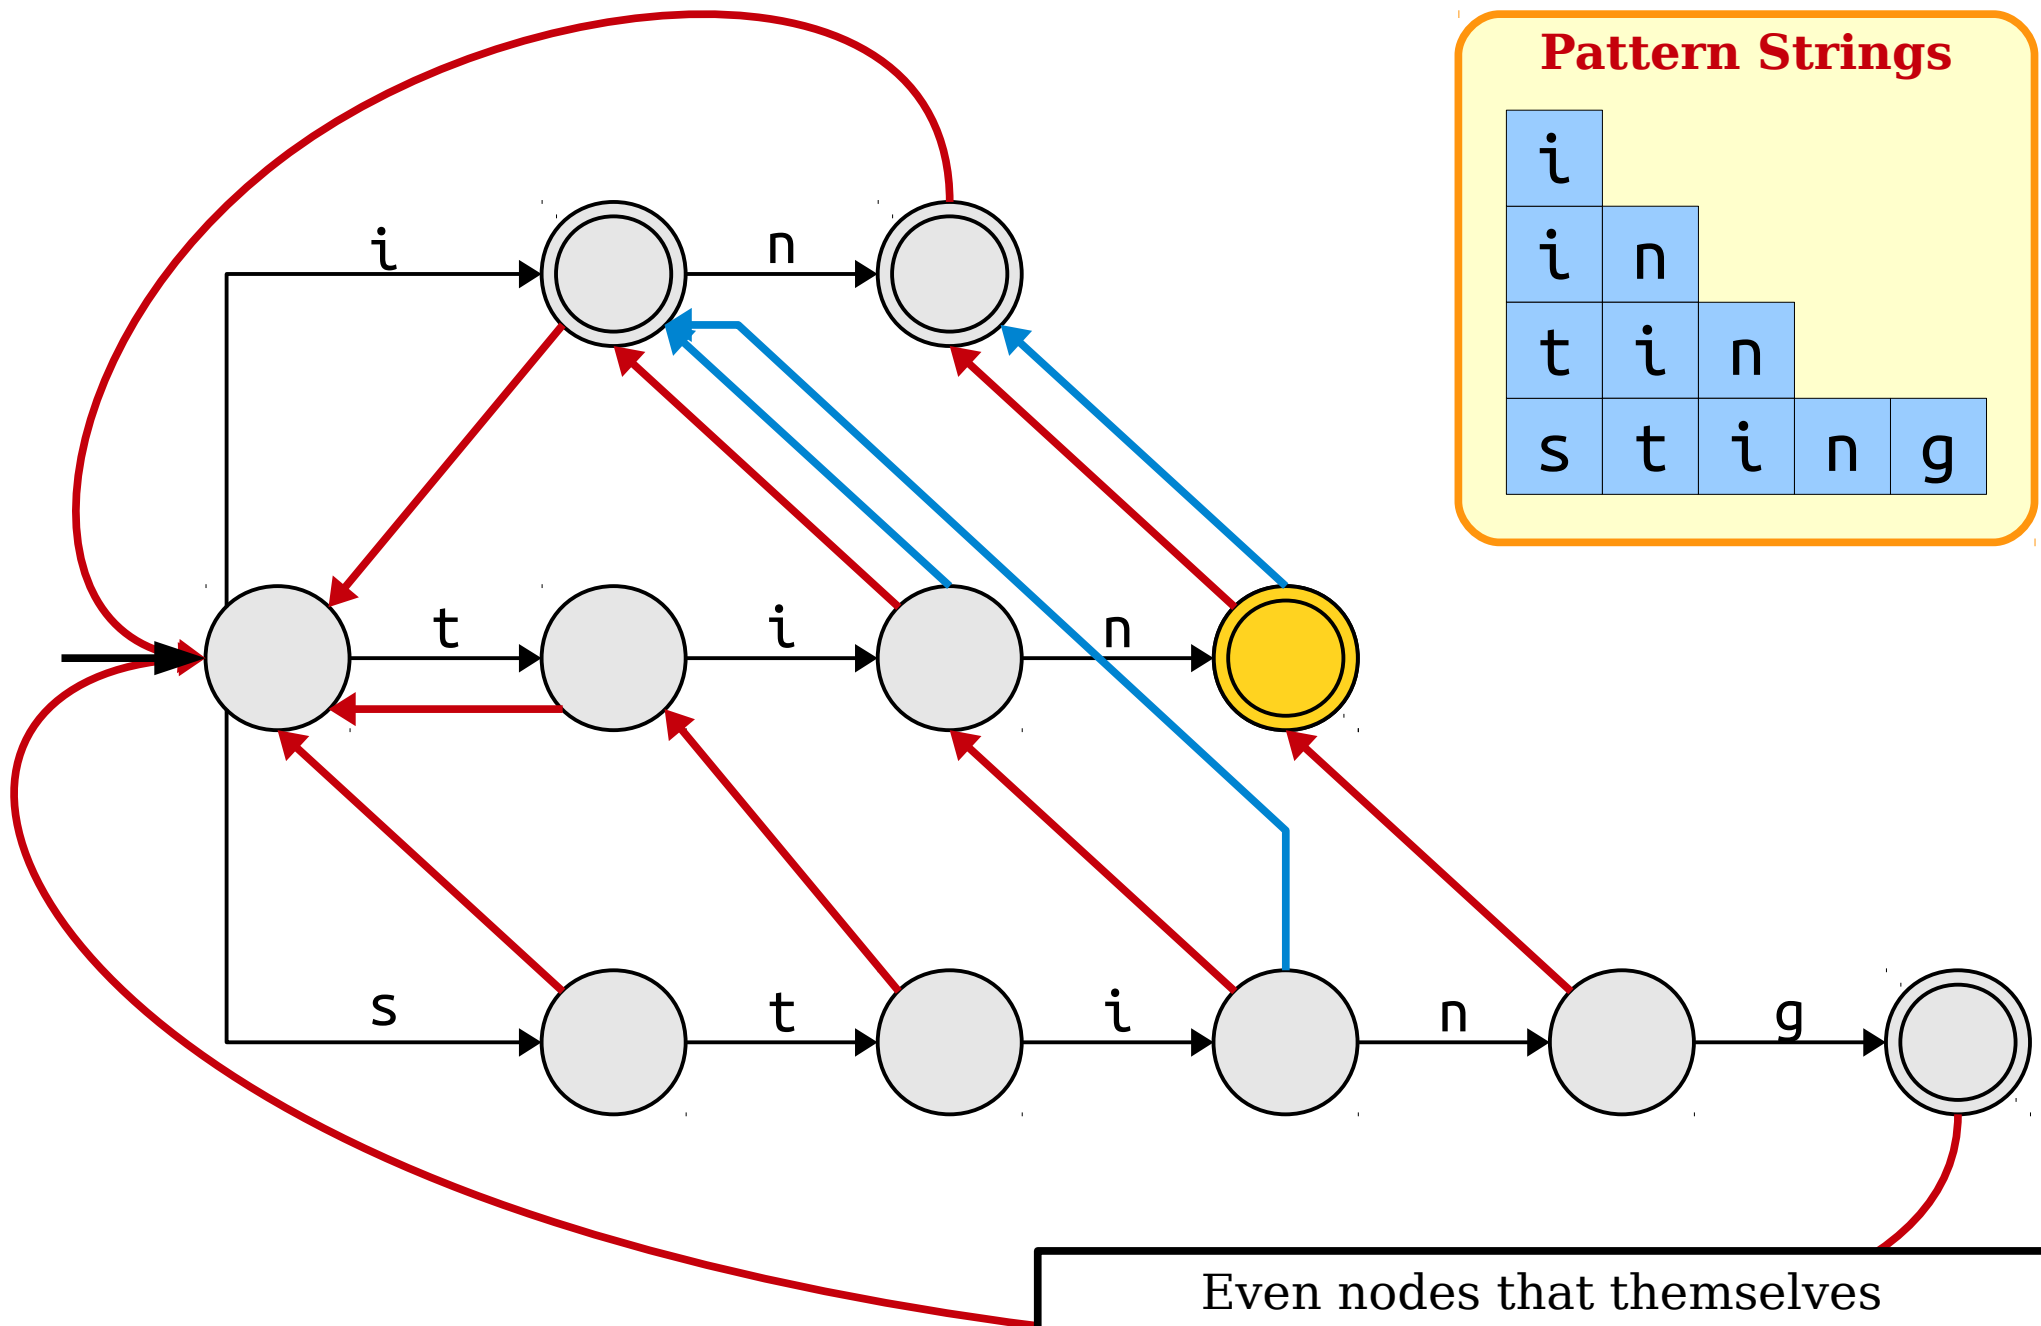 Pattern Strings
i
i n
t i n
s t i n g
i n
t i n
s t i n g
Even nodes that themselves